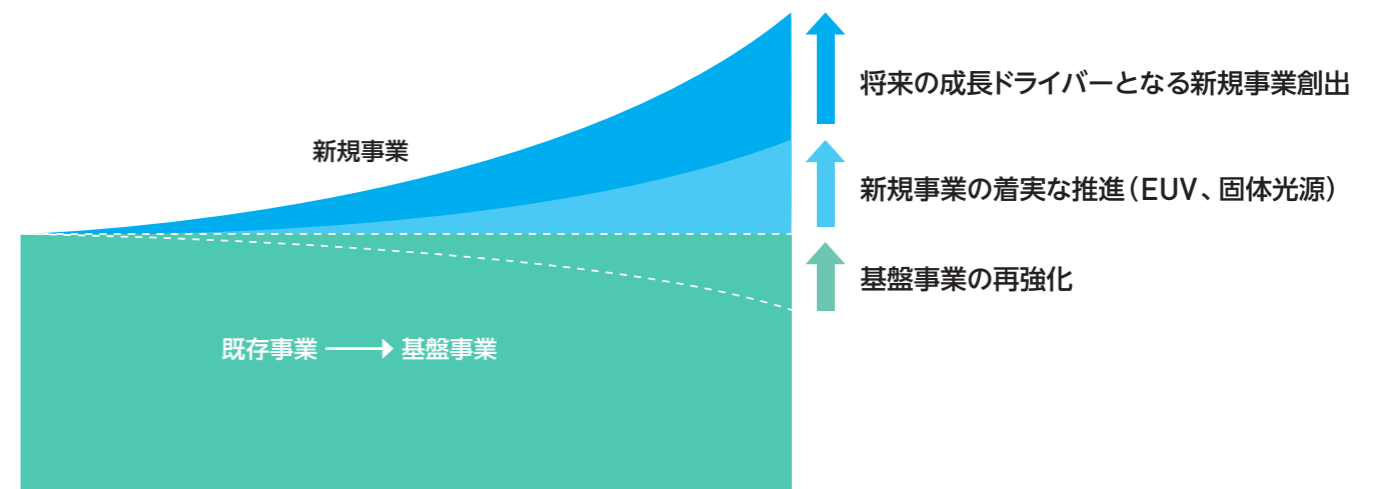 将来の成長ドライバーとなる新規事業創出
新規事業
新規事業の着実な推進（EUV、固体光源）
基盤事業の再強化
既存事業 → 基盤事業